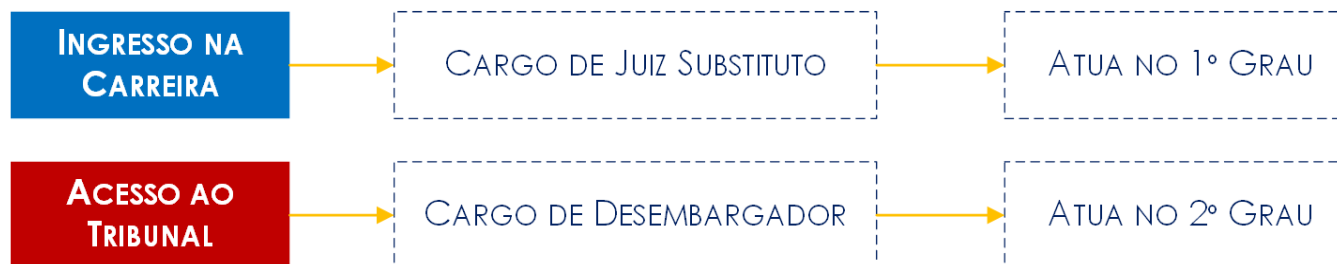 INGRESSO NA
CARREIRA
CARGO DE JUIZ SUBSTITUTO
ATUA NO 1º GRAU
ACESSO AO
TRIBUNAL
CARGO DE DESEMBARGADOR
ATUA NO 2º GRAU